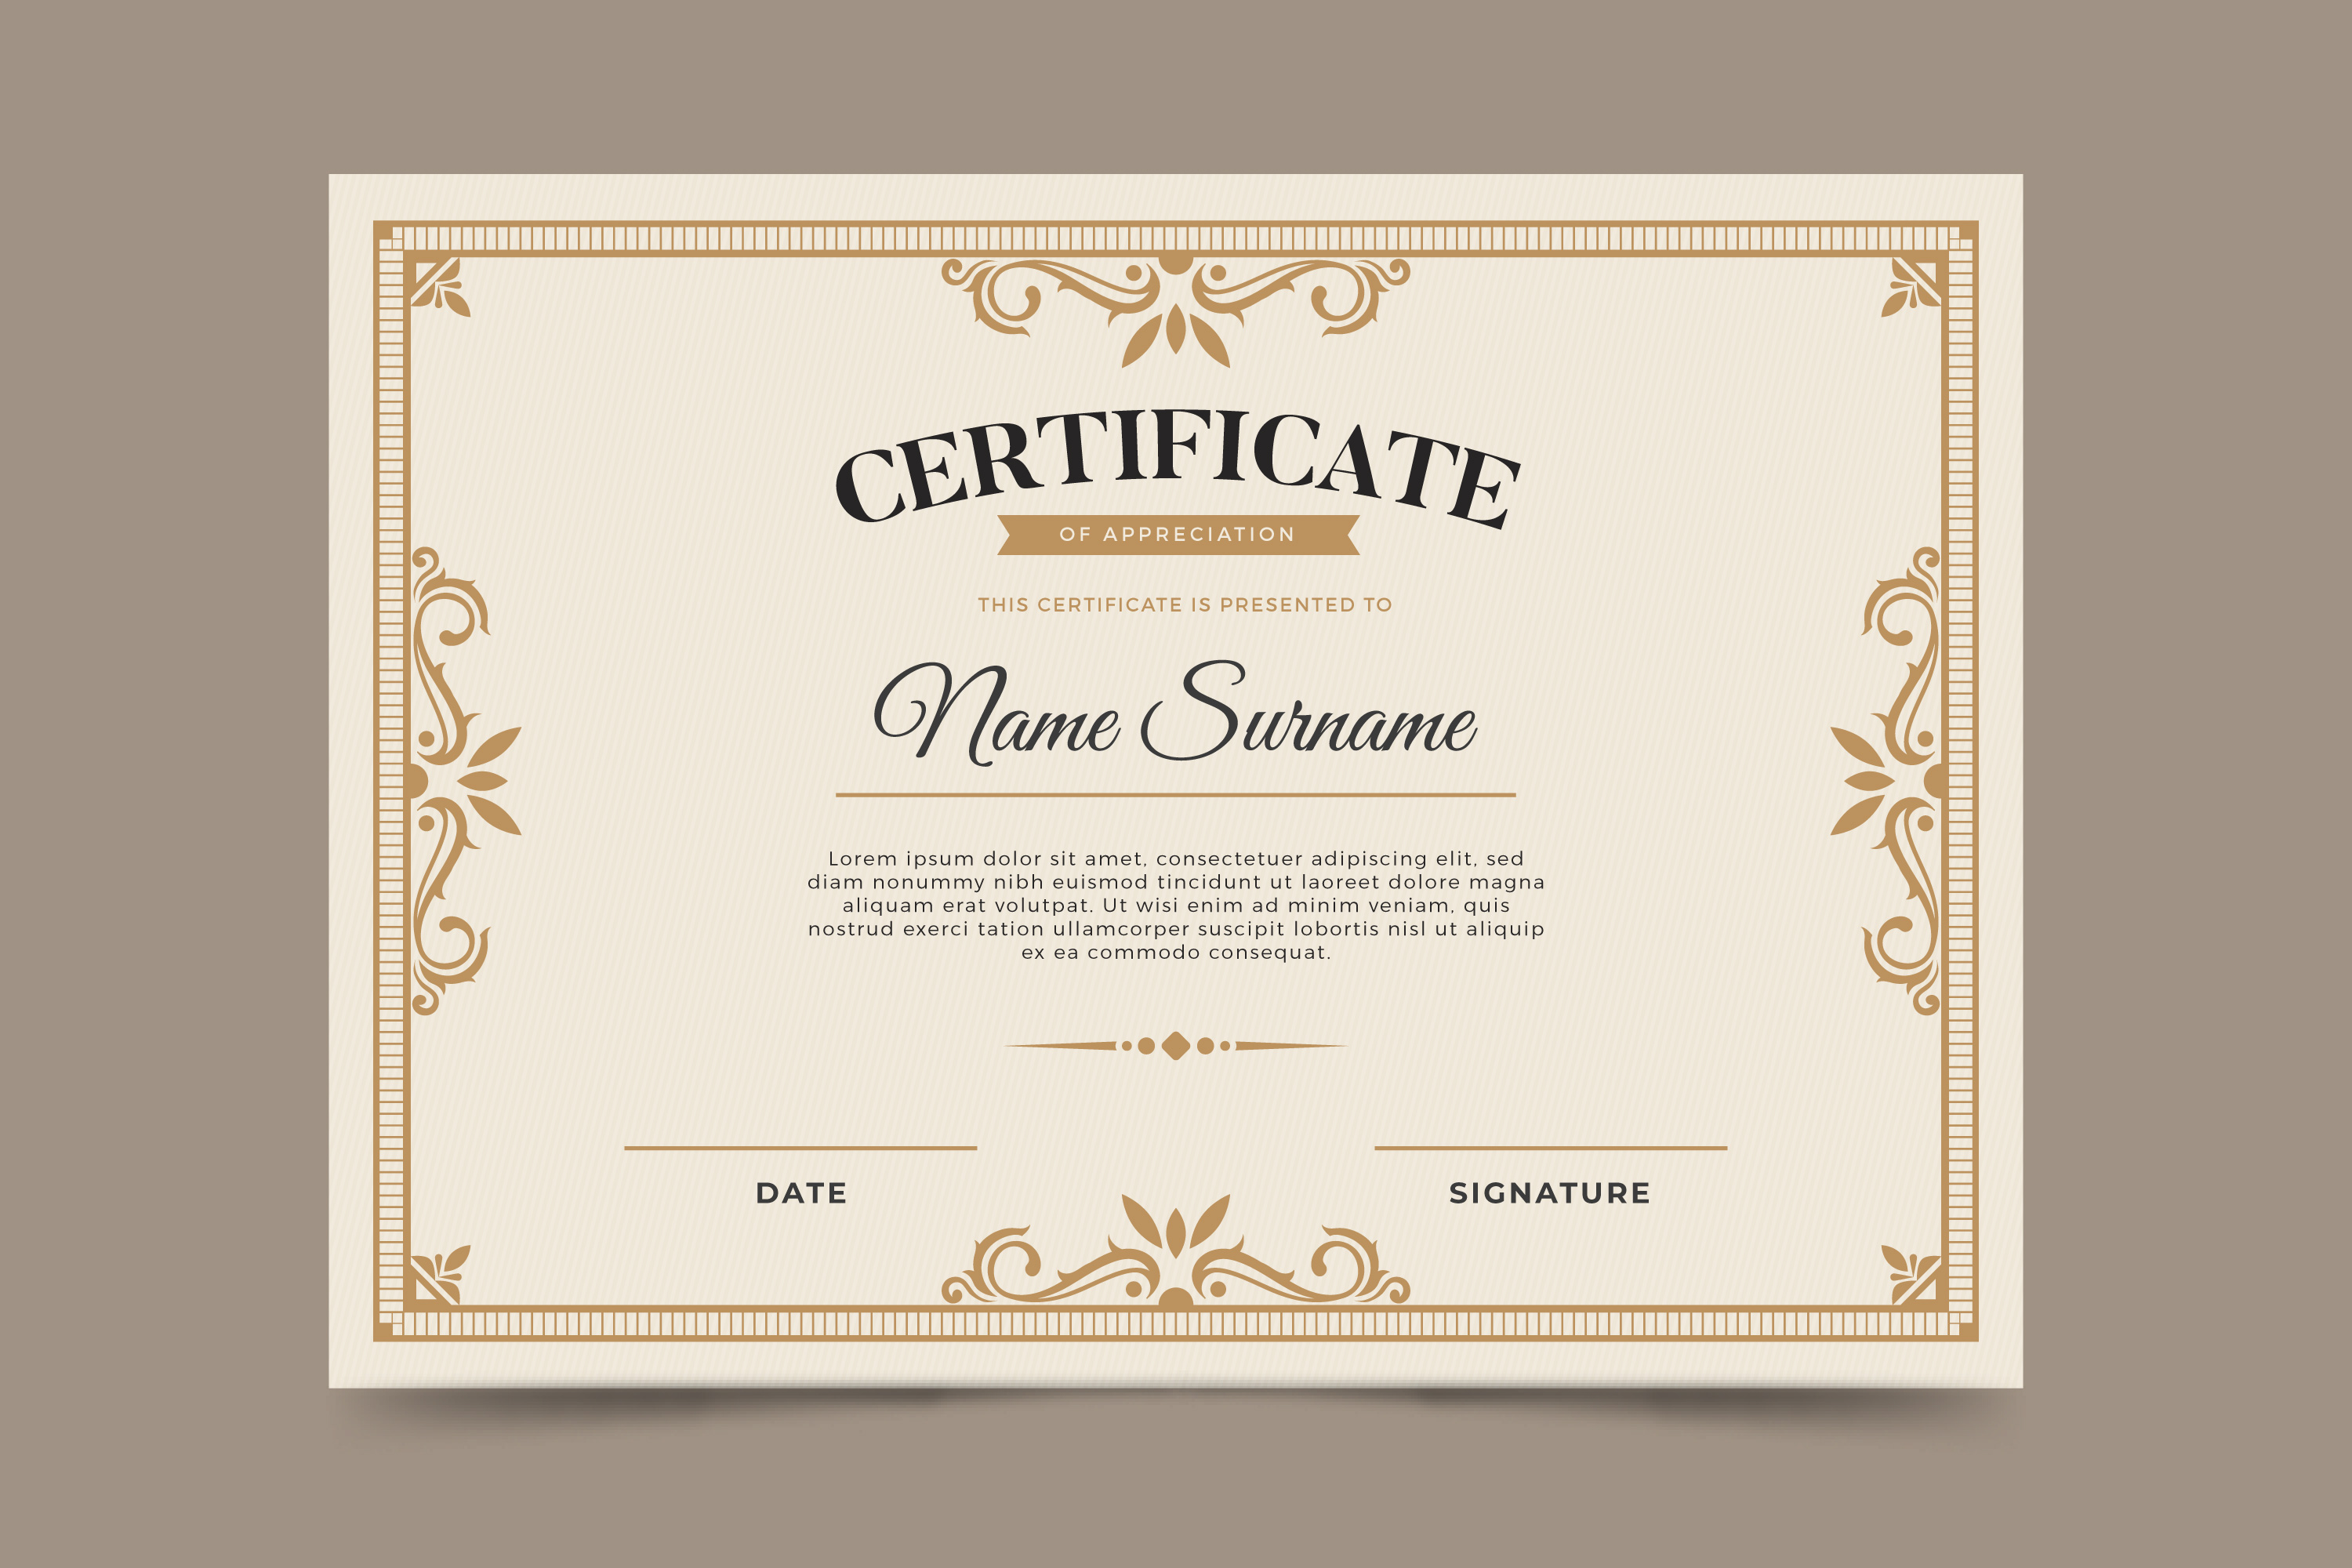 CERTIFICATE
OF APPRECIATION
THIS CERTIFICATE IS PRESENTED TO
Name Surname
Lorem ipsum dolor sit amet, consectetuer adipiscing elit, sed
diam nonummy nibh euismod tincidunt ut laoreet dolore magna
aliquam erat volutpat. Ut wisi enim ad minim veniam, quis
nostrud exerci tation ullamcorper suscipit lobortis nisl ut aliquip
ex ea commodo consequat.
DATE
SIGNATURE